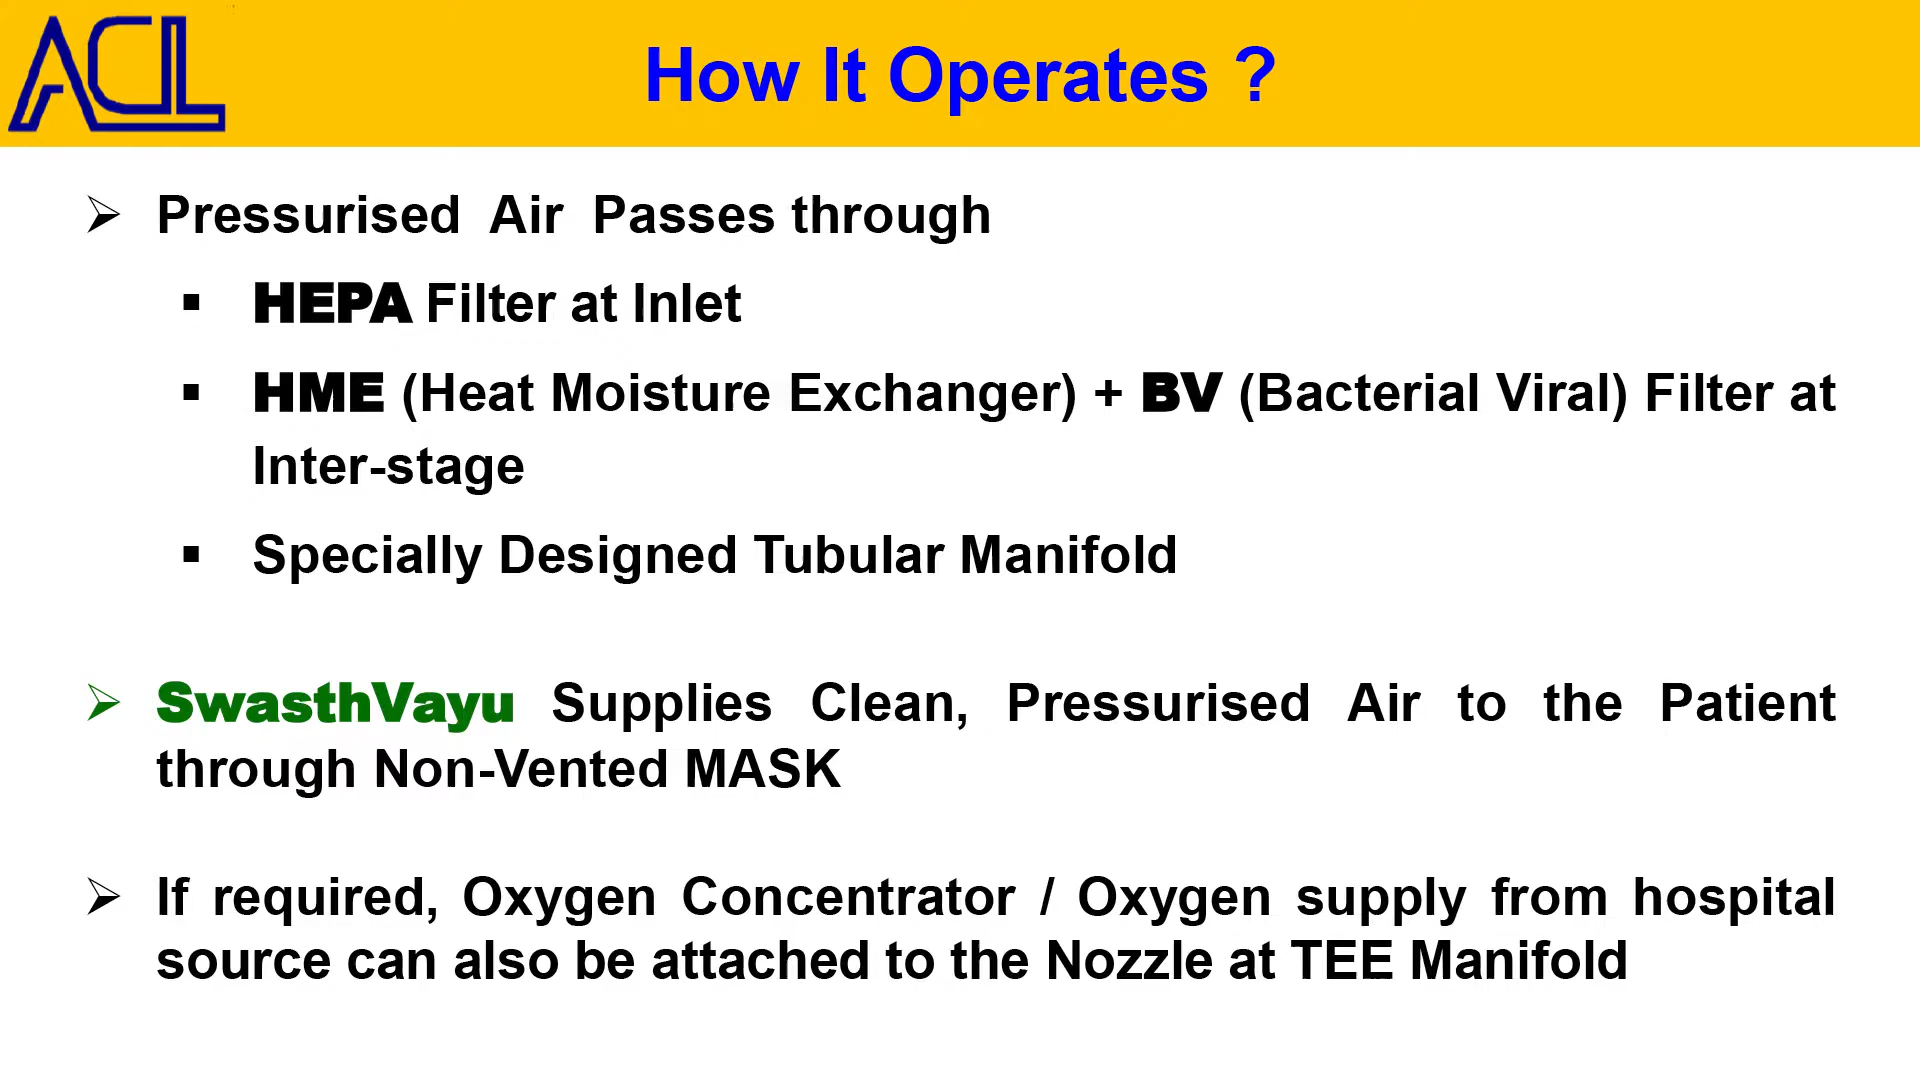 ACL
How It Operates ?
➢ Pressurised Air Passes through
▪ HEPA Filter at Inlet
▪ HME (Heat Moisture Exchanger) + BV (Bacterial Viral) Filter at
Inter-stage
▪ Specially Designed Tubular Manifold
➢ SwasthVayu Supplies Clean, Pressurised Air to the Patient
through Non-Vented MASK
➢ If required, Oxygen Concentrator / Oxygen supply from hospital
source can also be attached to the Nozzle at TEE Manifold